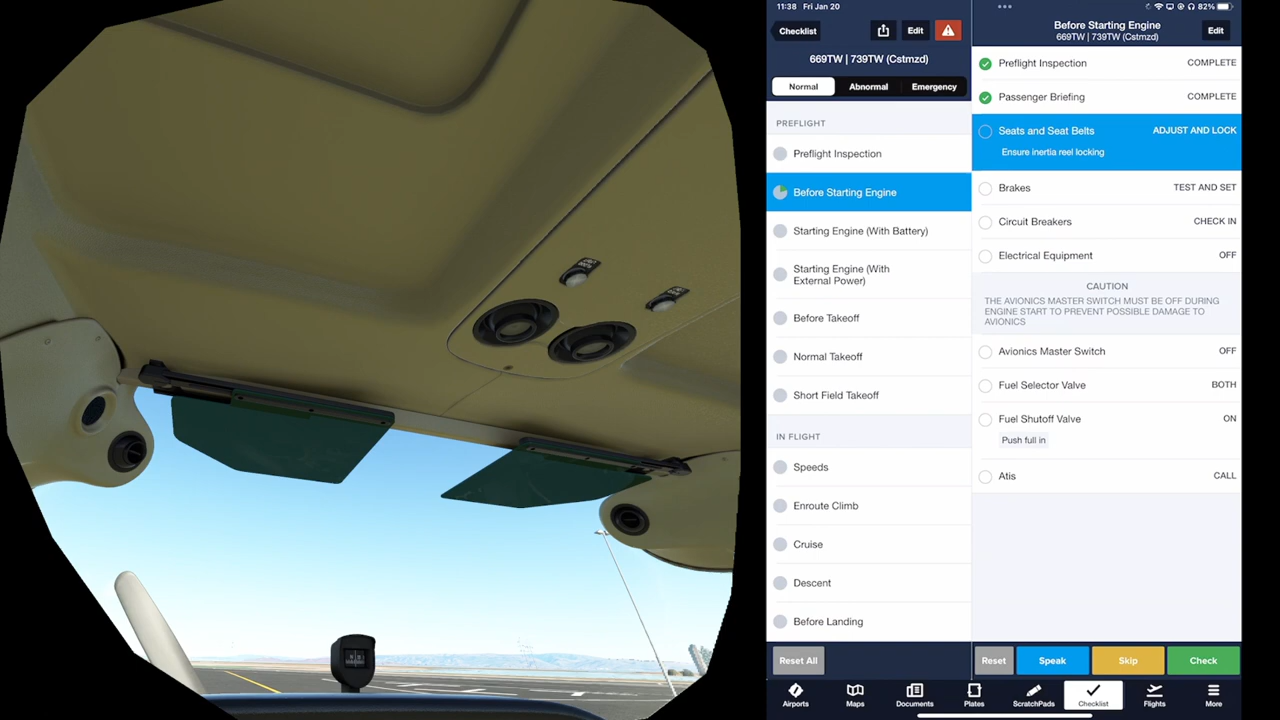 11:38 Fri Jan 20
82%
Checklist
Edit
669TW | 739TW (Cstmzd)
Normal
Abnormal
Emergency
PREFLIGHT
Preflight Inspection
Before Starting Engine
Starting Engine (With Battery)
Starting Engine (With
External Power)
Before Takeoff
Normal Takeoff
Short Field Takeoff
IN FLIGHT
Speeds
Enroute Climb
Cruise
Descent
Before Landing
Reset All
Before Starting Engine
669TW | 739TW (Cstmzd)
Edit
Preflight Inspection COMPLETE
Passenger Briefing COMPLETE
Seats and Seat Belts ADJUST AND LOCK
Ensure inertia reel locking
Brakes TEST AND SET
Circuit Breakers CHECK IN
Electrical Equipment OFF
CAUTION
THE AVIONICS MASTER SWITCH MUST BE OFF DURING
ENGINE START TO PREVENT POSSIBLE DAMAGE TO
AVIONICS
Avionics Master Switch OFF
Fuel Selector Valve BOTH
Fuel Shutoff Valve ON
Push full in
Atis CALL
Reset Speak Skip Check
Airports Maps Documents Plates ScratchPads Checklist Flights More